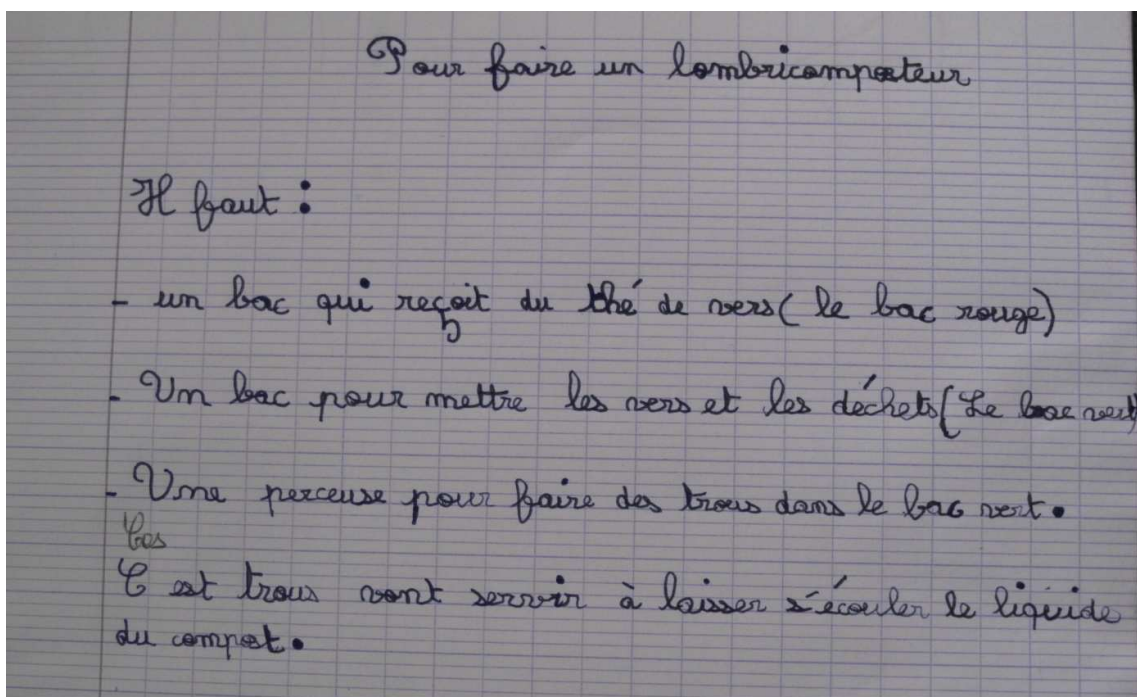 Pour faire un lombricomposteur
Il faut :
- un bac qui reçoit du thé de vers ( le bac rouge)
- Un bac pour mettre les vers et les déchets ( Le bac vert)
- Une perceuse pour faire des trous dans le bac vert.
Ces
C est trous vont servir à laisser s'écouler le liquide
du compost.